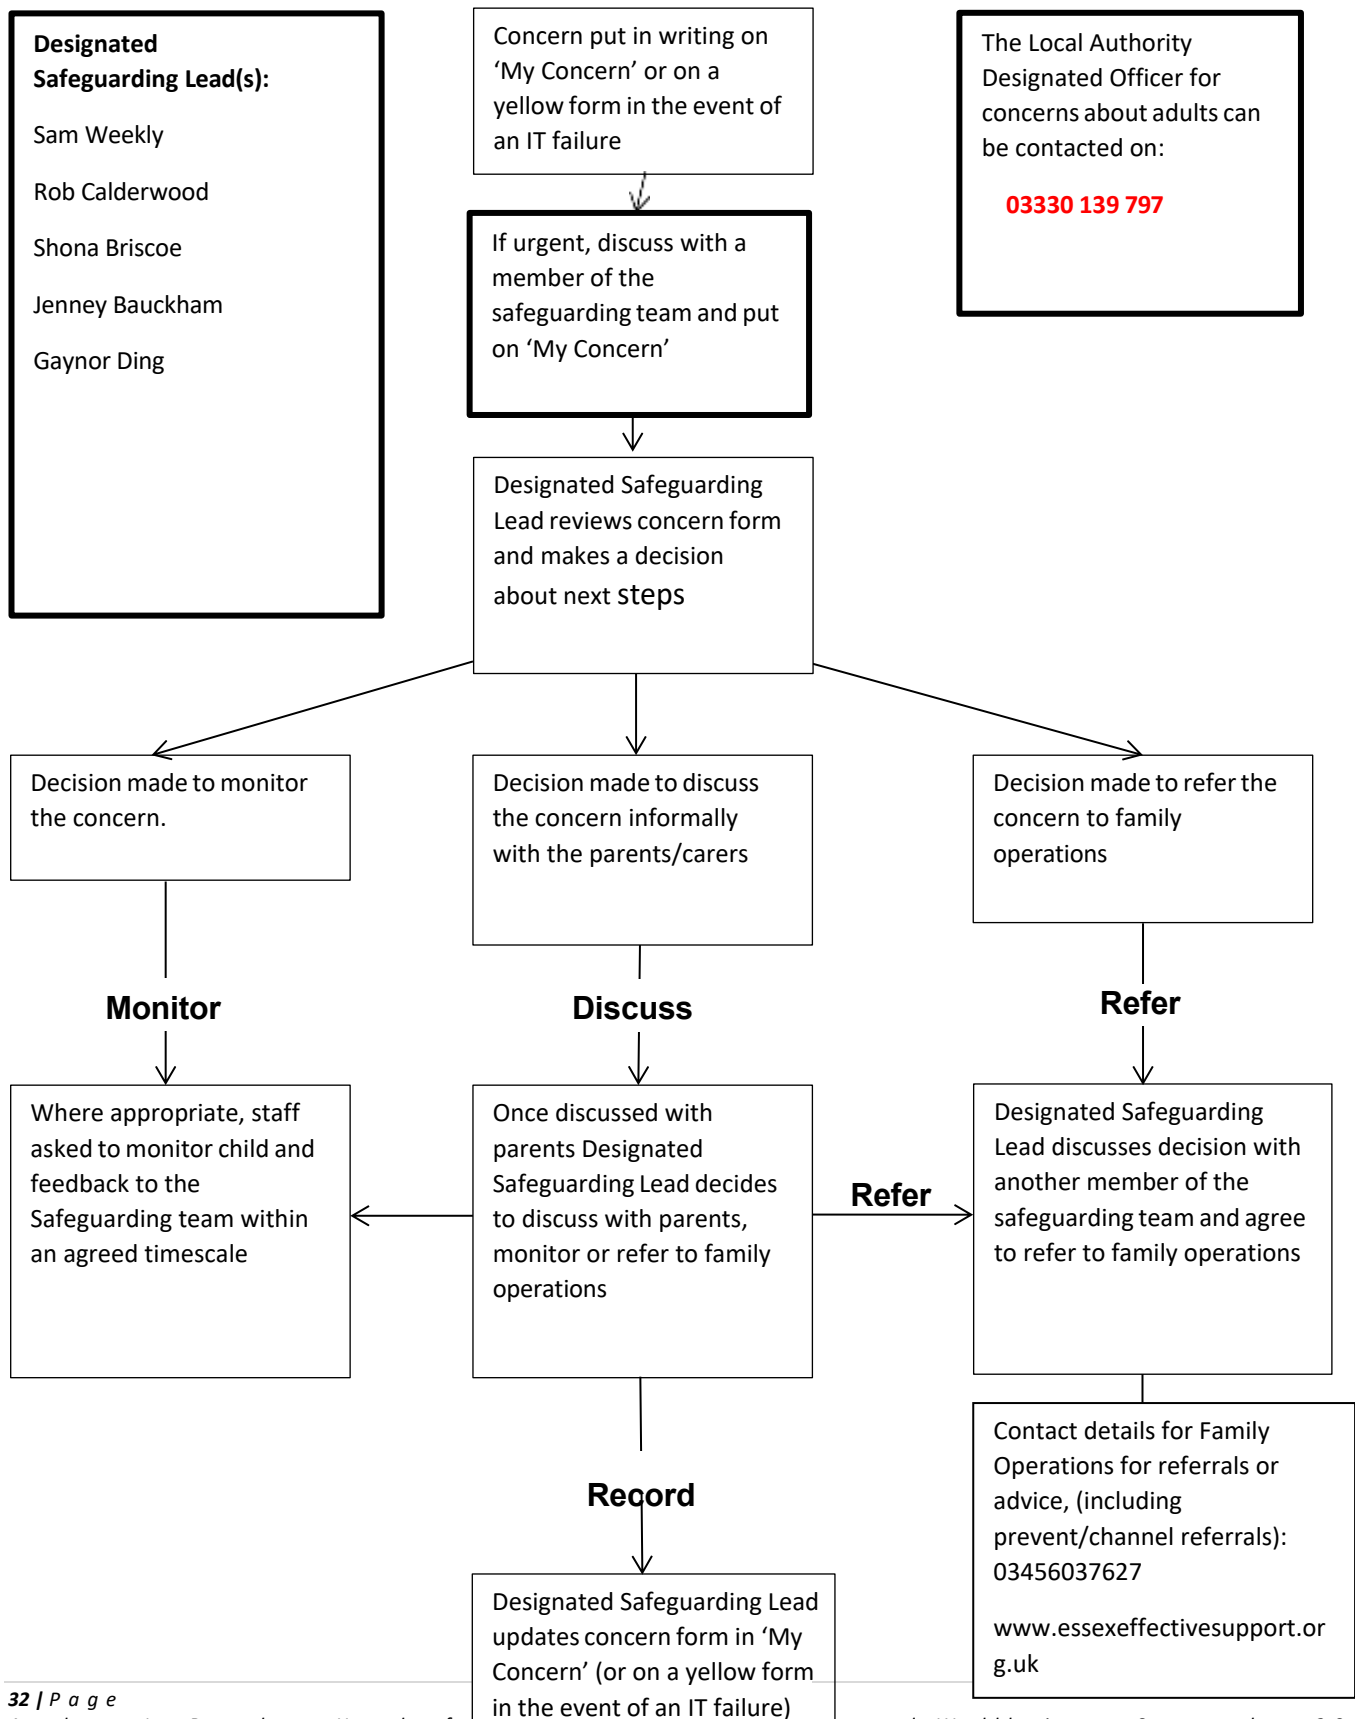 Designated
Safeguarding Lead(s):
Sam Weekly
Rob Calderwood
Shona Briscoe
Jenney Bauckham
Gaynor Ding
Concern put in writing on
‘My Concern’ or on a
yellow form in the event of
an IT failure
The Local Authority
Designated Officer for
concerns about adults can
be contacted on:
03330 139 797
If urgent, discuss with a
member of the
safeguarding team and put
on ‘My Concern’
Designated Safeguarding
Lead reviews concern form
and makes a decision
about next steps
Decision made to monitor
the concern.
Decision made to discuss
the concern informally
with the parents/carers
Decision made to refer the
concern to family
operations
Monitor
Discuss
Refer
Where appropriate, staff
asked to monitor child and
feedback to the
Safeguarding team within
an agreed timescale
Once discussed with
parents Designated
Safeguarding Lead decides
to discuss with parents,
monitor or refer to family
operations
Refer
Designated Safeguarding
Lead discusses decision with
another member of the
safeguarding team and agree
to refer to family operations
Record
Contact details for Family
Operations for referrals or
advice, (including
prevent/channel referrals):
03456037627
www.essexeffectivesupport.or
g.uk
Designated Safeguarding Lead
updates concern form in ‘My
Concern’ (or on a yellow form
in the event of an IT failure)
32 | P a g e